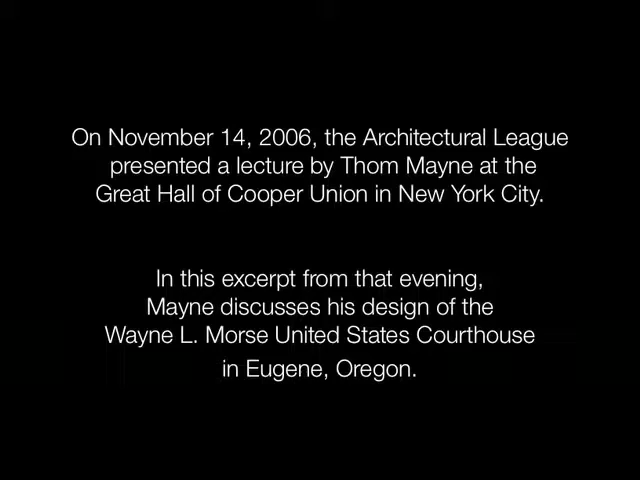 On November 14, 2006, the Architectural League
presented a lecture by Thom Mayne at the
Great Hall of Cooper Union in New York City.
In this excerpt from that evening,
Mayne discusses his design of the
Wayne L. Morse United States Courthouse
in Eugene, Oregon.